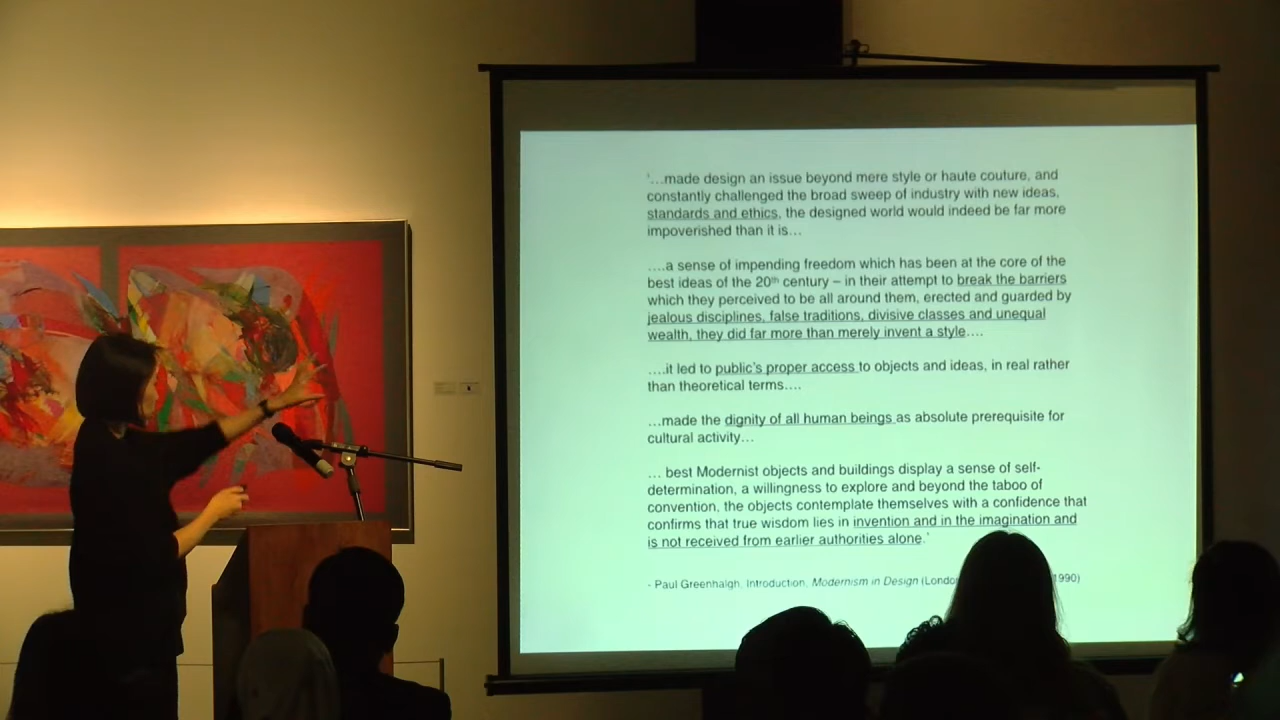 '…made design an issue beyond mere style or haute couture, and
constantly challenged the broad sweep of industry with new ideas,
standards and ethics, the designed world would indeed be far more
impoverished than it is…
….a sense of impending freedom which has been at the core of the
best ideas of the 20th century – in their attempt to break the barriers
which they perceived to be all around them, erected and guarded by
jealous disciplines, false traditions, divisive classes and unequal
wealth, they did far more than merely invent a style….
….it led to public's proper access to objects and ideas, in real rather
than theoretical terms….
…made the dignity of all human beings as absolute prerequisite for
cultural activity…
… best Modernist objects and buildings display a sense of self-
determination, a willingness to explore and beyond the taboo of
convention, the objects contemplate themselves with a confidence that
confirms that true wisdom lies in invention and in the imagination and
is not received from earlier authorities alone.'
- Paul Greenhalgh, Introduction, Modernism in Design 1990)